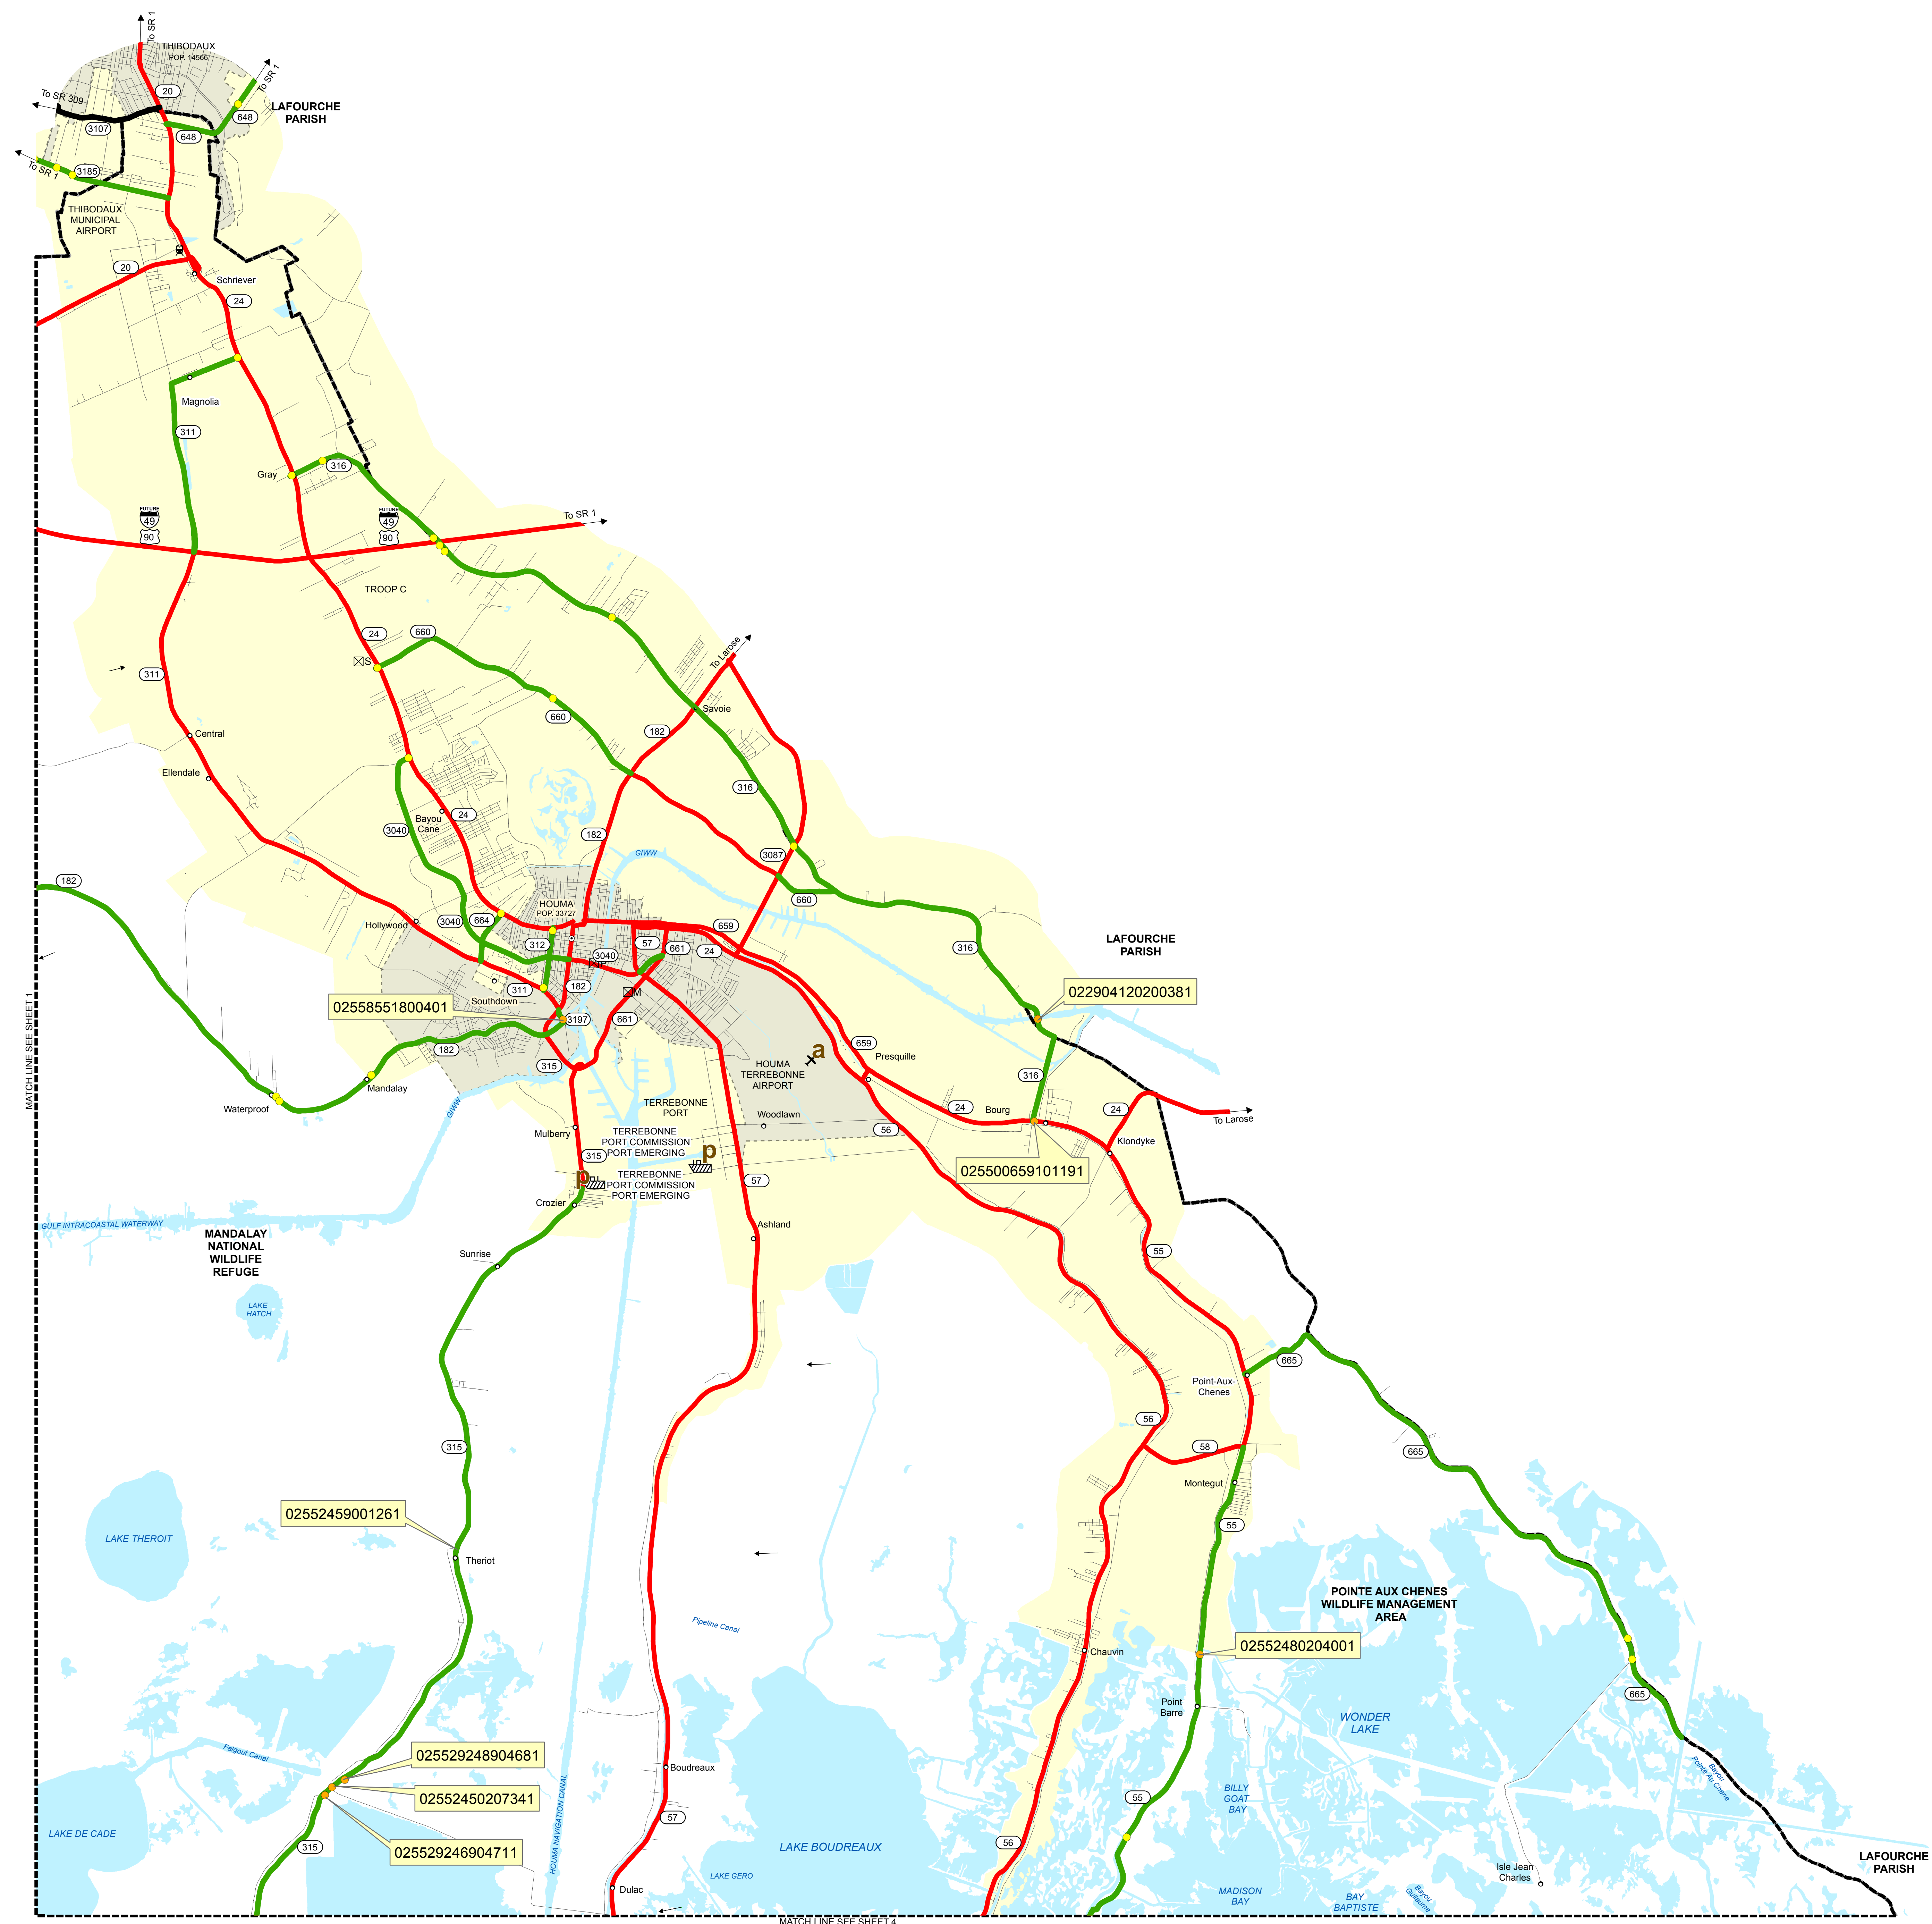 To SR 1
THIBODAUX
POP. 14566
To SR 1
20
To SR 309
LAFOURCHE
PARISH
648
3107
648
3185
To SR 1
THIBODAUX
MUNICIPAL
AIRPORT
20
Schriever
24
Magnolia
311
316
Gray
FUTURE
49
90
FUTURE
49
90
To SR 1
TROOP C
24
660
S
To Larose
311
660
Savoie
182
Central
Ellendale
316
Bayou
Cane
24
3040
182
GIWW
3087
182
660
HOUMA
POP. 33727
3040
664
Hollywood
659
312
57
661
24
3040
316
LAFOURCHE
PARISH
Southdown
311
182
M
022904120200381
02558551800401
3197
661
182
659
a
Presquille
315
HOUMA
TERREBONNE
AIRPORT
316
Mandalay
MATCH LINE SEE SHEET 1
Waterproof
GIWW
TERREBONNE
PORT
Woodlawn
24
Bourg
24
To Larose
Mulberry
TERREBONNE
PORT COMMISSION
PORT EMERGING
56
Klondyke
315
p
025500659101191
p
TERREBONNE
PORT COMMISSION
PORT EMERGING
57
Crozier
GULF INTRACOASTAL WATERWAY
MANDALAY
NATIONAL
WILDLIFE
REFUGE
Ashland
Sunrise
55
LAKE
HATCH
665
Point-Aux-
Chenes
56
58
315
665
Montegut
02552459001261
55
LAKE THEROIT
Theriot
POINTE AUX CHENES
WILDLIFE MANAGEMENT
AREA
Pipeline Canal
02552480204001
Chauvin
665
Point
Barre
WONDER
LAKE
Falgout Canal
025529248904681
Boudreaux
Bayou
Pointe Au Chene
02552450207341
55
BILLY
GOAT
BAY
57
LAKE DE CADE
315
025529246904711
HOUMA NAVIGATION CANAL
56
LAKE BOUDREAUX
LAKE GERO
LAFOURCHE
PARISH
Isle Jean
Charles
Dulac
MADISON
BAY
BAY
BAPTISTE
Bayou
Guillaume
MATCH LINE SEE SHEET 4